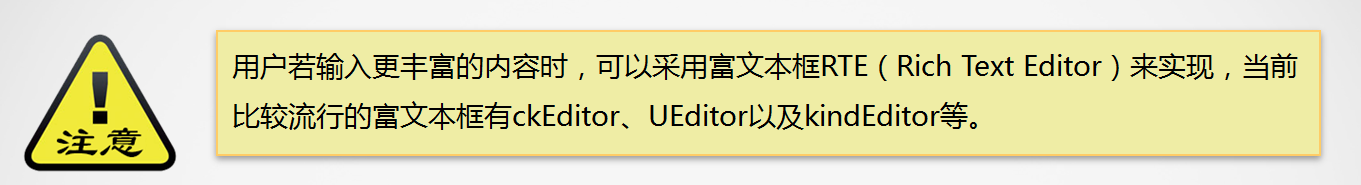 注意
用户若输入更丰富的内容时，可以采用富文本框RTE（Rich Text Editor）来实现，当前
比较流行的富文本框有ckEditor、UEditor以及kindEditor等。